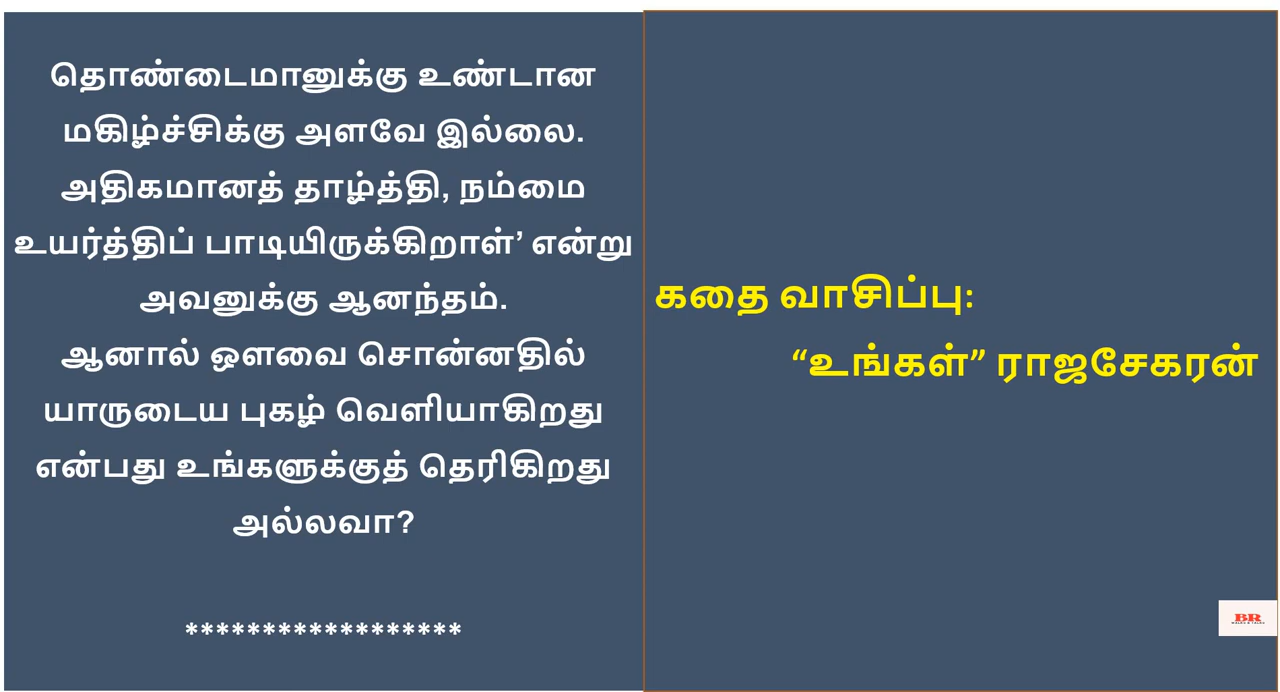 தொண்டைமானுக்கு உண்டான
மகிழ்ச்சிக்கு அளவே இல்லை.
அதிகமானத் தாழ்த்தி, நம்மை
உயர்த்திப் பாடியிருக்கிறாள்’ என்று
அவனுக்கு ஆனந்தம்.
ஆனால் ஔவை சொன்னதில்
யாருடைய புகழ் வெளியாகிறது
என்பது உங்களுக்குத் தெரிகிறது
அல்லவா?
******************
கதை வாசிப்பு:
“உங்கள்” ராஜசேகரன்
BR